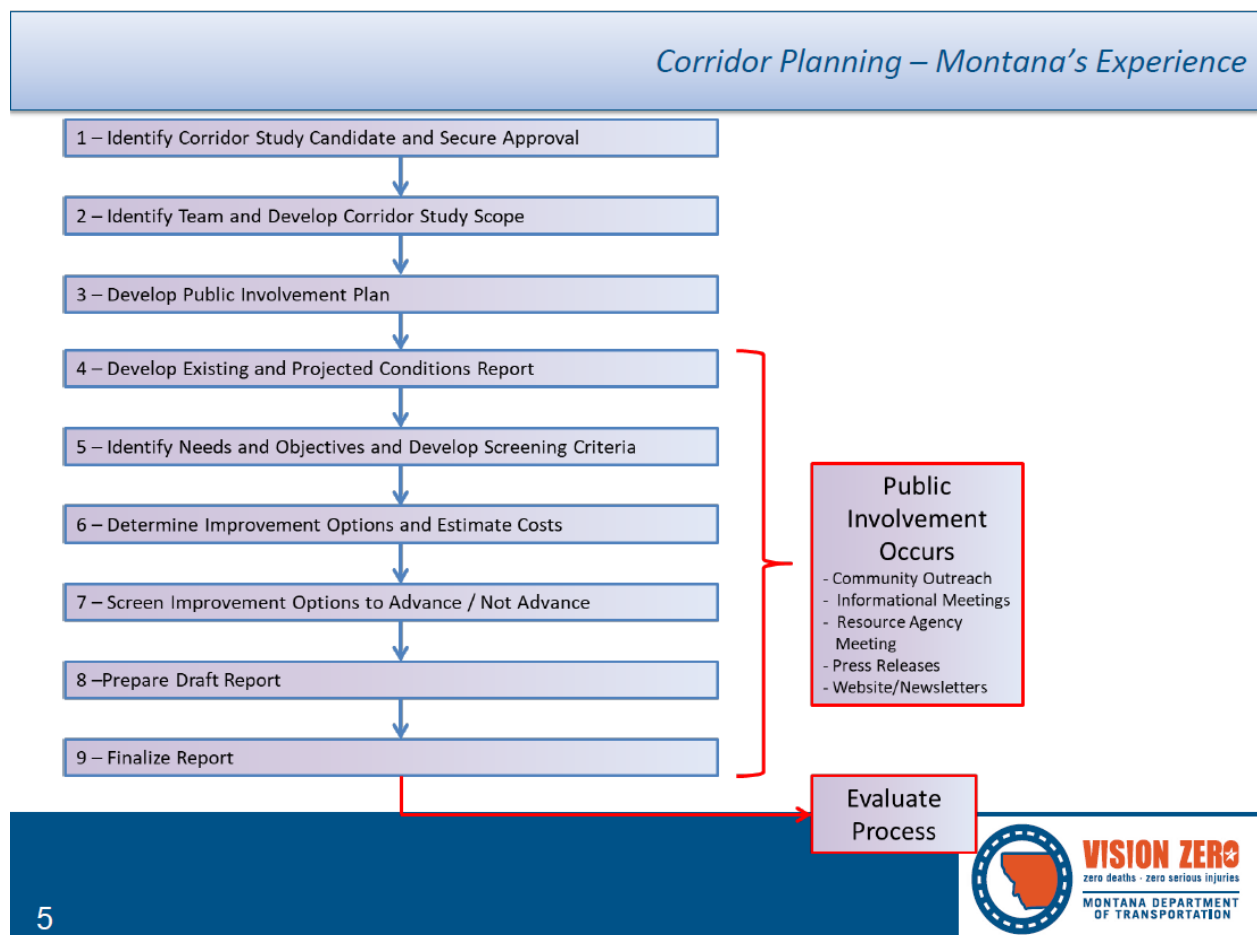 Corridor Planning – Montana's Experience
1 – Identify Corridor Study Candidate and Secure Approval
2 – Identify Team and Develop Corridor Study Scope
3 – Develop Public Involvement Plan
4 – Develop Existing and Projected Conditions Report
5 – Identify Needs and Objectives and Develop Screening Criteria
6 – Determine Improvement Options and Estimate Costs
7 – Screen Improvement Options to Advance / Not Advance
8 –Prepare Draft Report
9 – Finalize Report
Public
Involvement
Occurs
- Community Outreach
- Informational Meetings
- Resource Agency
Meeting
- Press Releases
- Website/Newsletters
Evaluate
Process
VISION ZERO
zero deaths · zero serious injuries
MONTANA DEPARTMENT
OF TRANSPORTATION
5